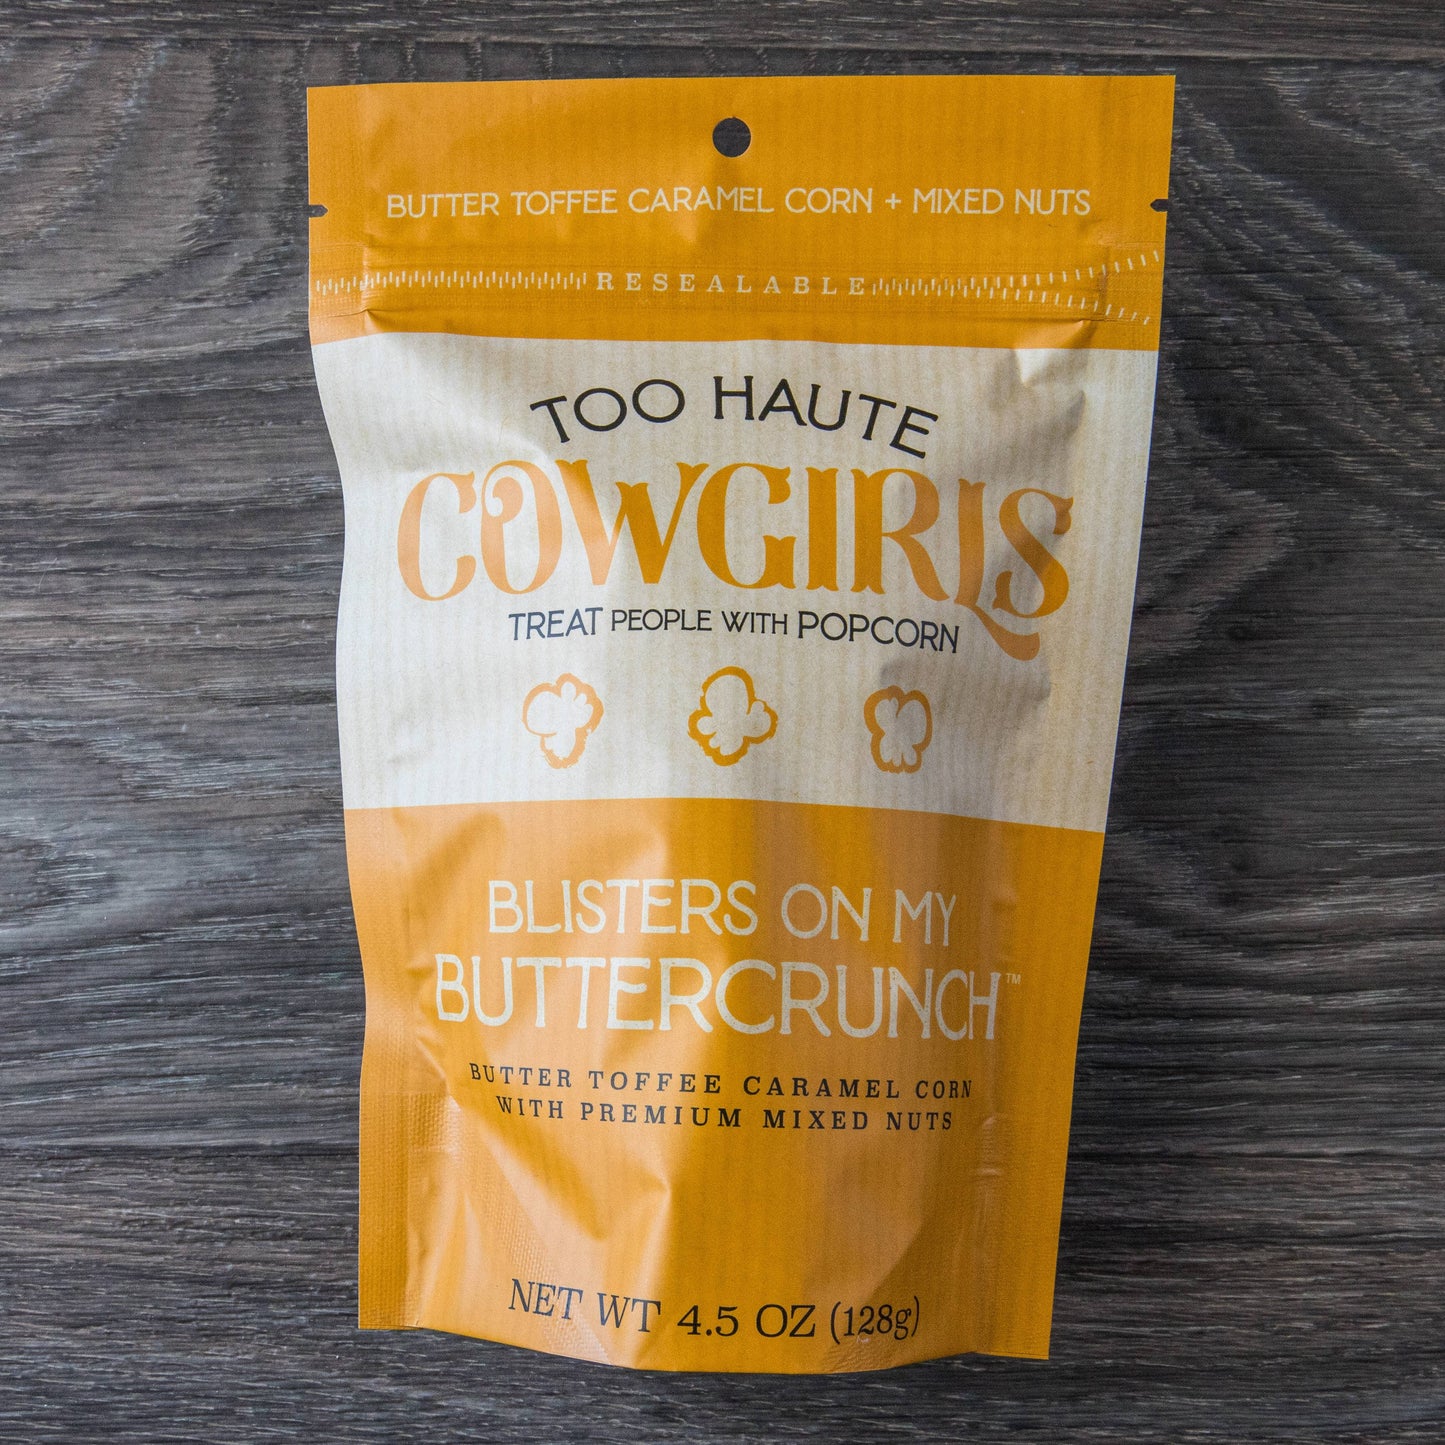 BUTTER TOFFEE CARAMEL CORN + MIXED NUTS
RESEALABLE
TOO HAUTE
COWGIRLS
TREAT PEOPLE WITH POPCORN
BLISTERS ON MY
BUTTERCRUNCH™
BUTTER TOFFEE CARAMEL CORN
WITH PREMIUM MIXED NUTS
NET WT 4.5 OZ (128g)